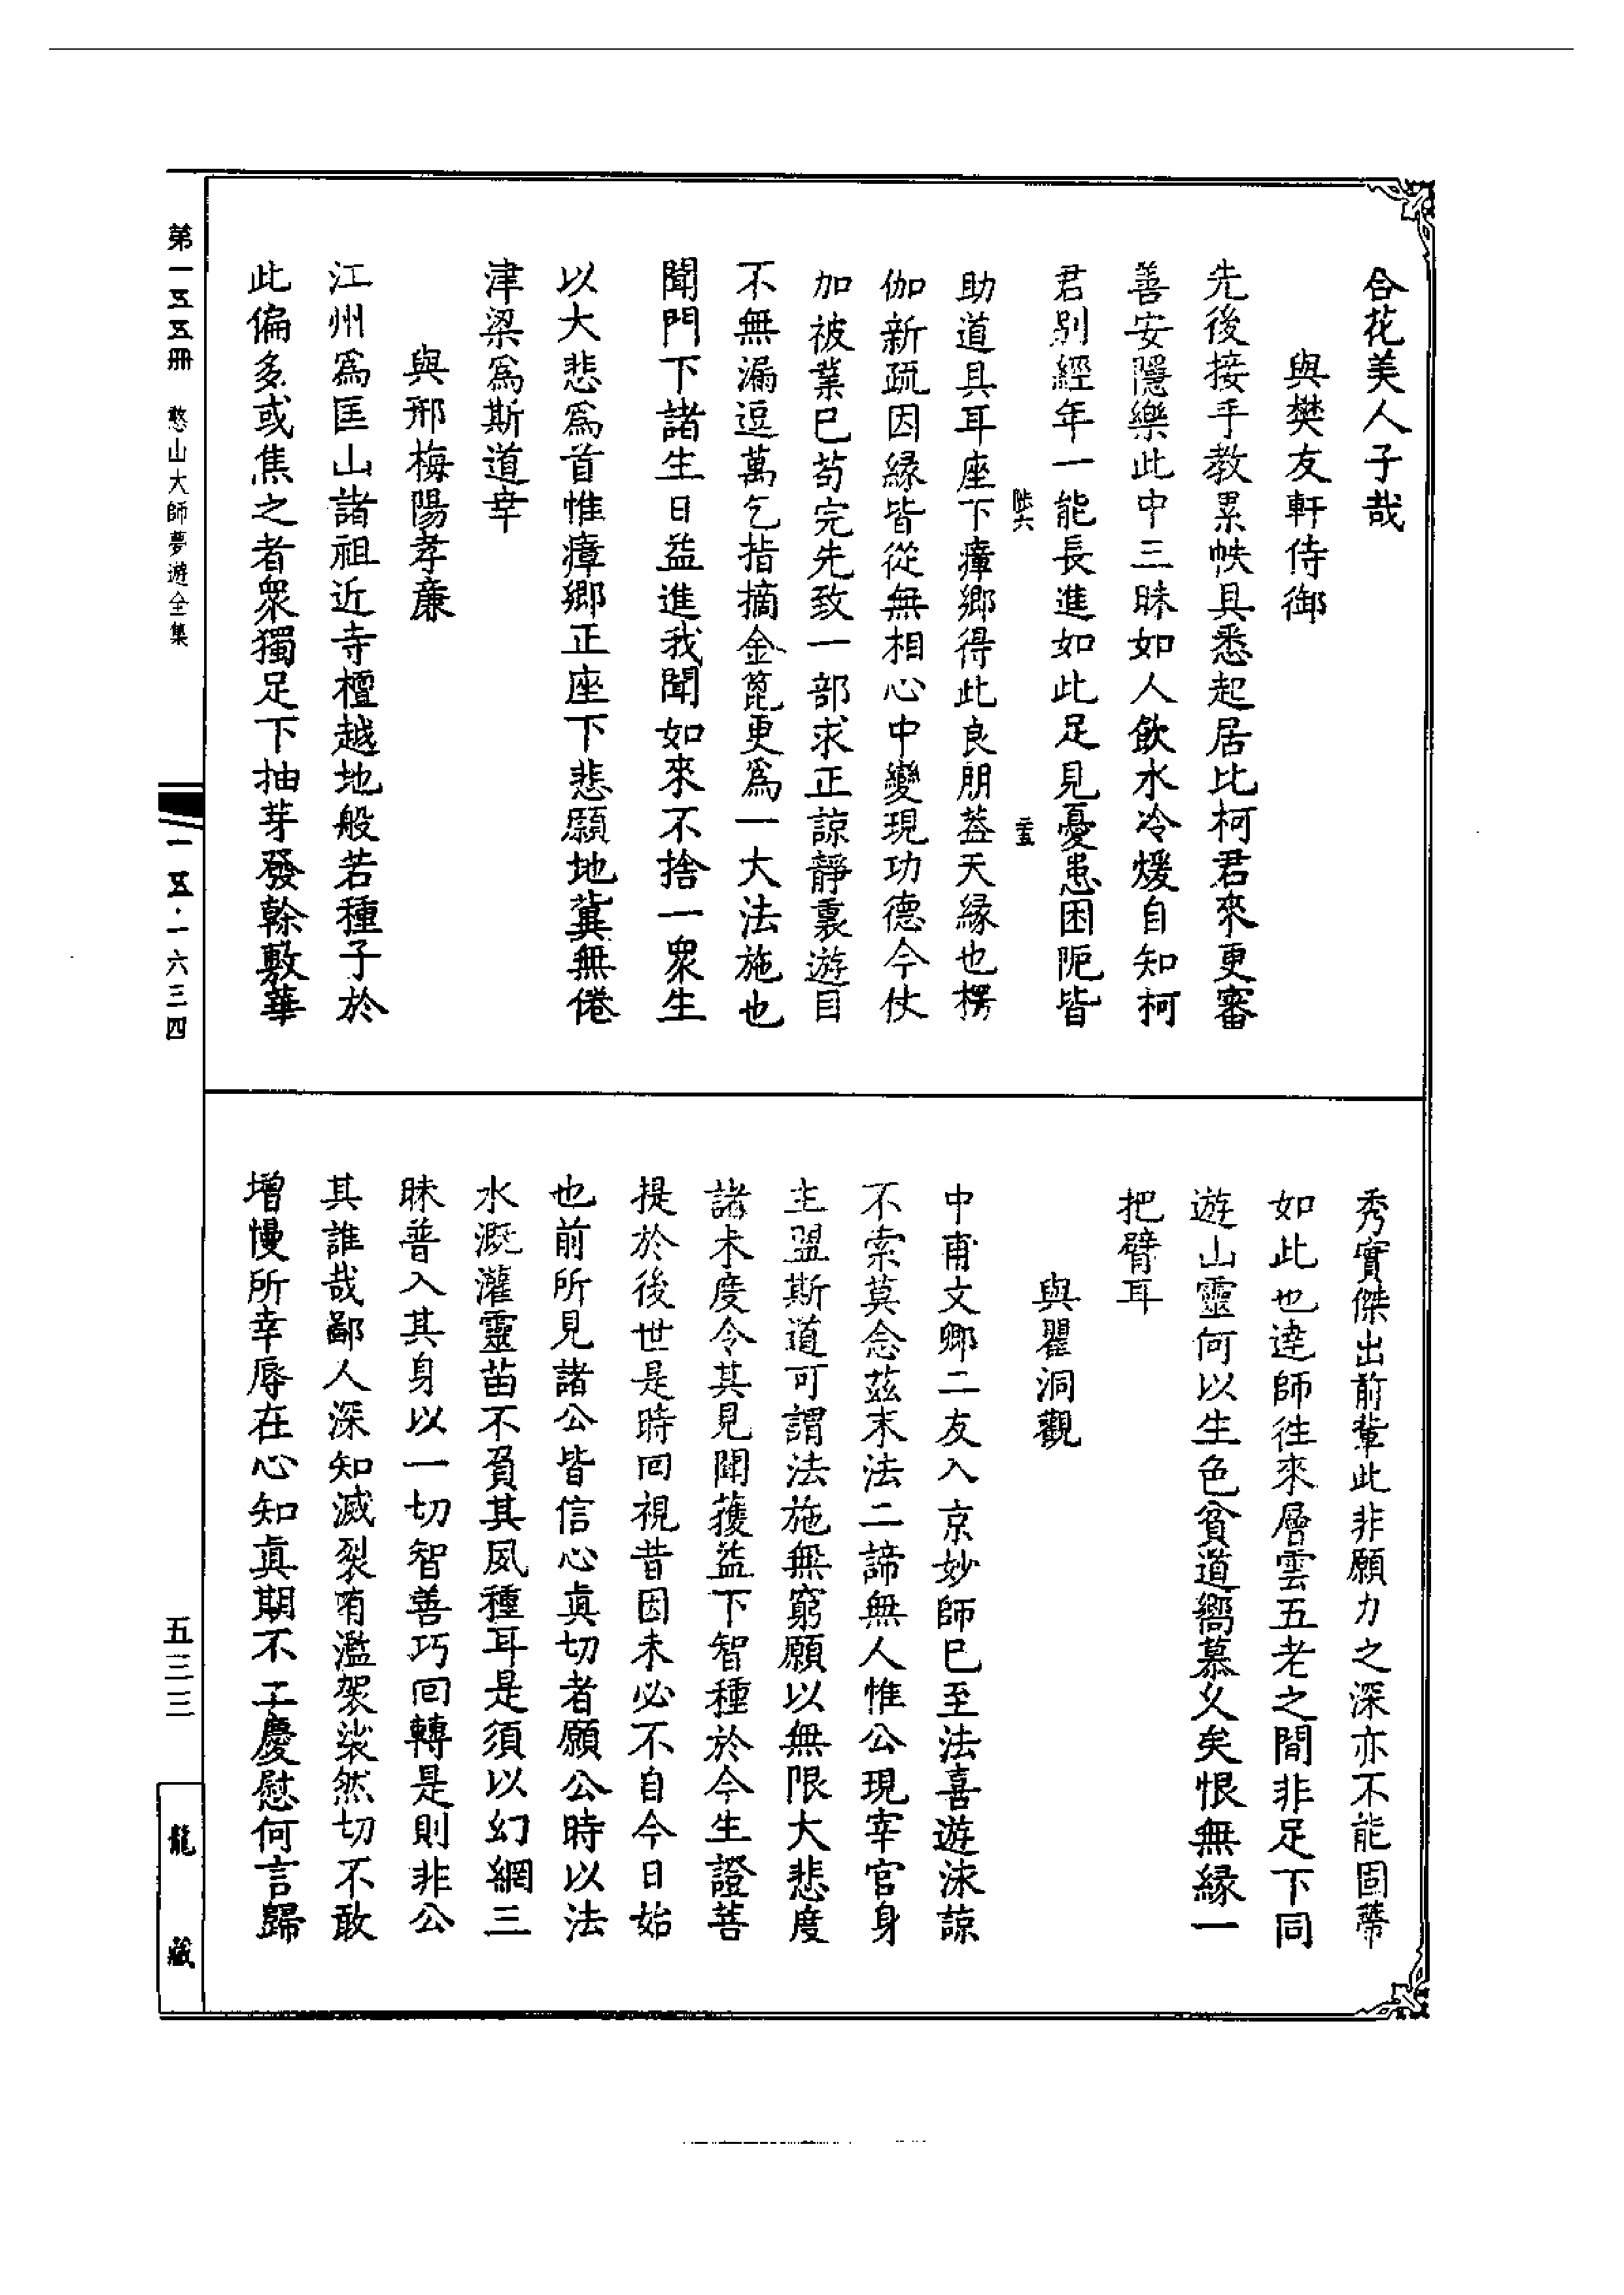 合花美人子哉
與樊友軒侍御
先後接手教累帙具悉起居比柯君來更審
善安隱樂此中三昧如人飲水冷煖自知柯
君別經年一能長進如此足見憂患困阨皆
陟六
二五
助道具耳座下瘴鄉得此良朋葢天緣也楞
伽新疏因緣皆從無相心中變現功德今仗
加被業已苟完先致一部求正諒靜裏遊目
不無漏逗萬乞指摘金篦更爲一大法施也
聞門下諸生日益進我聞如來不捨一衆生
以大悲爲首惟瘴鄉正座下悲願地冀無倦
津梁爲斯道幸
與邢梅陽孝廉
江州爲匡山諸祖近寺檀越地般若種子於
此偏多或焦之者衆獨足下抽芽發榦敷華
秀實傑出前輩此非願力之深亦不能固蒂
如此也達師往來層雲五老之間非足下同
遊山靈何以生色貧道嚮慕久矣恨無緣一
把臂耳
與瞿洞觀
中甫文卿二友入京妙師已至法喜遊泳諒
不索莫念茲末法二諦無人惟公現宰官身
主盟斯道可謂法施無窮願以無限大悲度
諸未度令其見聞獲益下智種於今生證菩
提於後世是時回視昔因未必不自今日始
也前所見諸公皆信心真切者願公時以法
水溉灌靈苗不負其夙種耳是須以幻網三
昧普入其身以一切智善巧回轉是則非公
其誰哉鄙人深知滅裂有濫袈裟然切不敢
增慢所幸辱在心知真期不子慶慰何言歸
第一五五冊 憨山大師夢遊全集
一五五·一六三四
五三三
龍藏